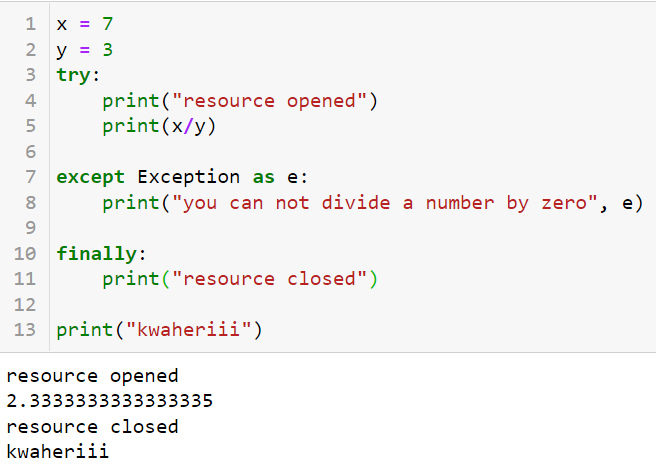 1 x = 7
2 y = 3
3 try:
4     print("resource opened")
5     print(x/y)
6
7 except Exception as e:
8     print("you can not divide a number by zero", e)
9
10 finally:
11     print("resource closed")
12
13 print("kwaheriii")
resource opened
2.3333333333333335
resource closed
kwaheriii